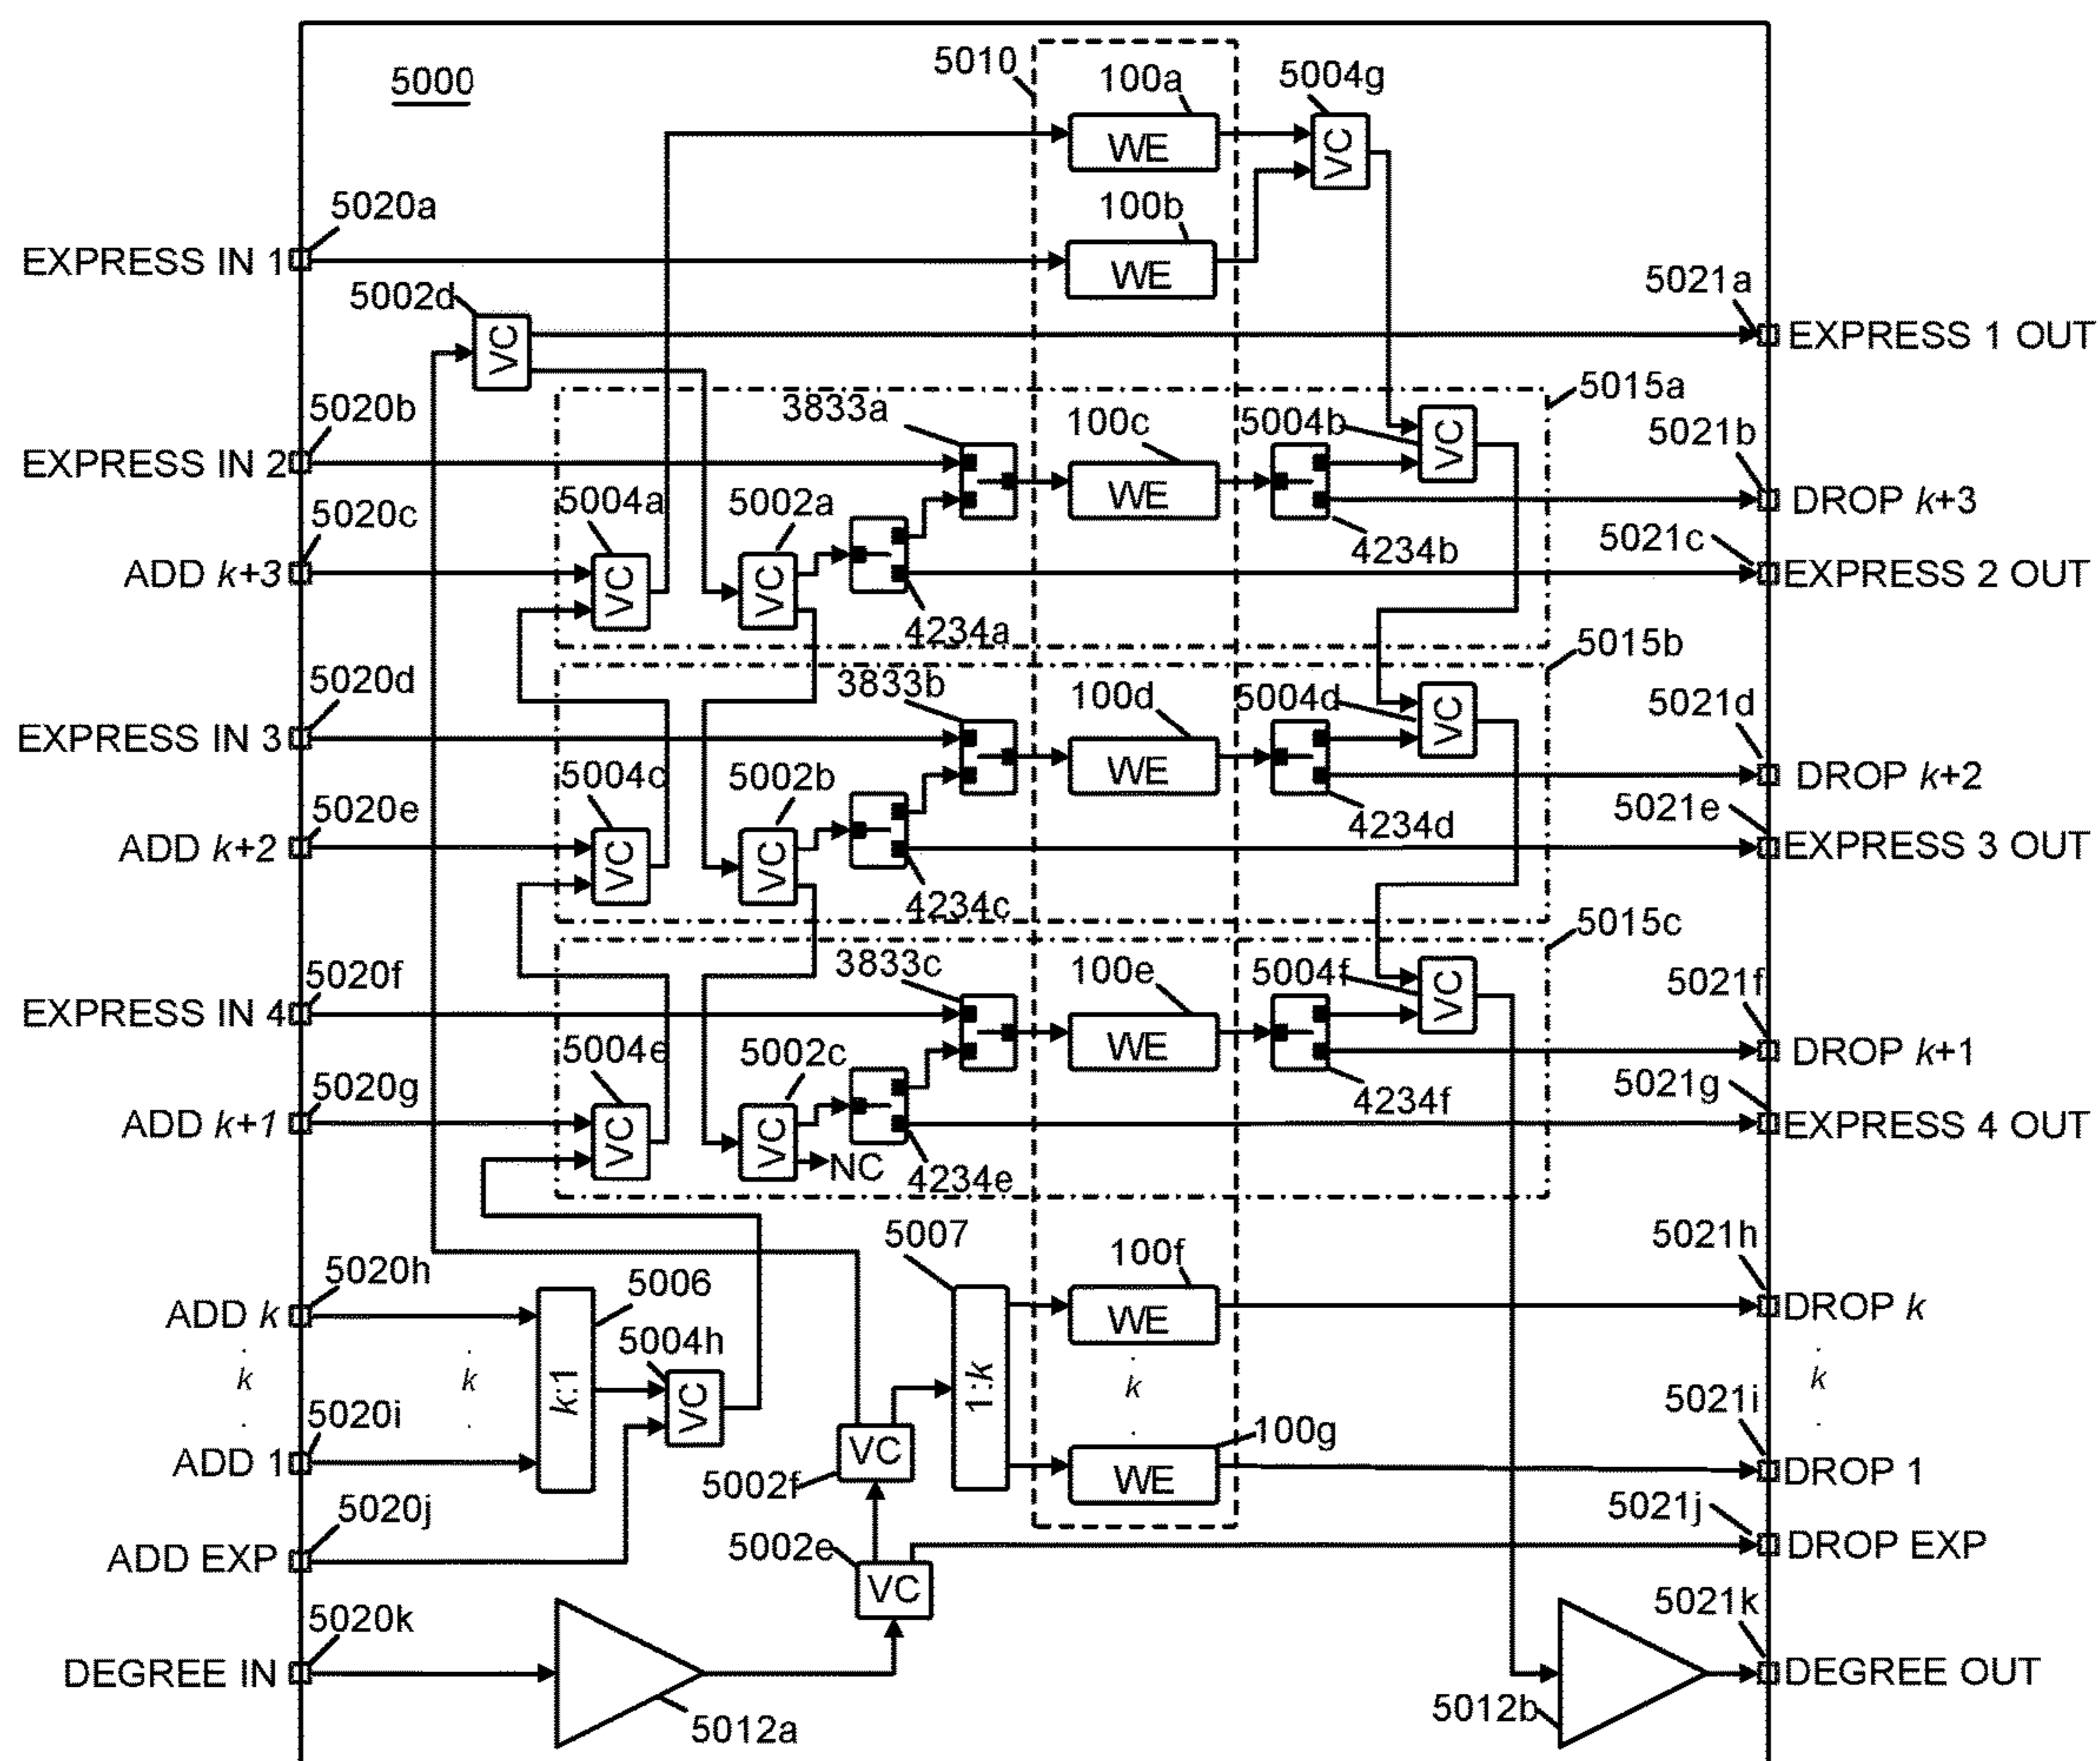 5000
5010
100a
5004g
WE
VC
5020a
100b
EXPRESS IN 1
WE
5002d
5021a
VC
EXPRESS 1 OUT
5015a
5020b
3833a
100c
5004b
VC
5021b
EXPRESS IN 2
WE
5020c
5004a
5002a
DROP k+3
4234b
5021c
ADD k+3
VC
VC
EXPRESS 2 OUT
4234a
5015b
5020d
3833b
100d
5004d
VC
5021d
EXPRESS IN 3
WE
5004c
5002b
DROP k+2
5020e
4234d
5021e
ADD k+2
VC
VC
EXPRESS 3 OUT
4234c
5015c
5020f
3833c
100e
5004f
VC
5021f
EXPRESS IN 4
WE
5004e
5002c
DROP k+1
5020g
4234f
5021g
ADD k+1
VC
VC
EXPRESS 4 OUT
NC
4234e
5007
100f
5021h
5020h
5006
ADD k
WE
DROP k
5004h
k
k
k:1
VC
1:k
k
k
5020i
100g
5021i
ADD 1
VC
WE
DROP 1
5002f
5020j
5021j
ADD EXP
5002e
DROP EXP
VC
5020k
5021k
DEGREE IN
DEGREE OUT
5012a
5012b